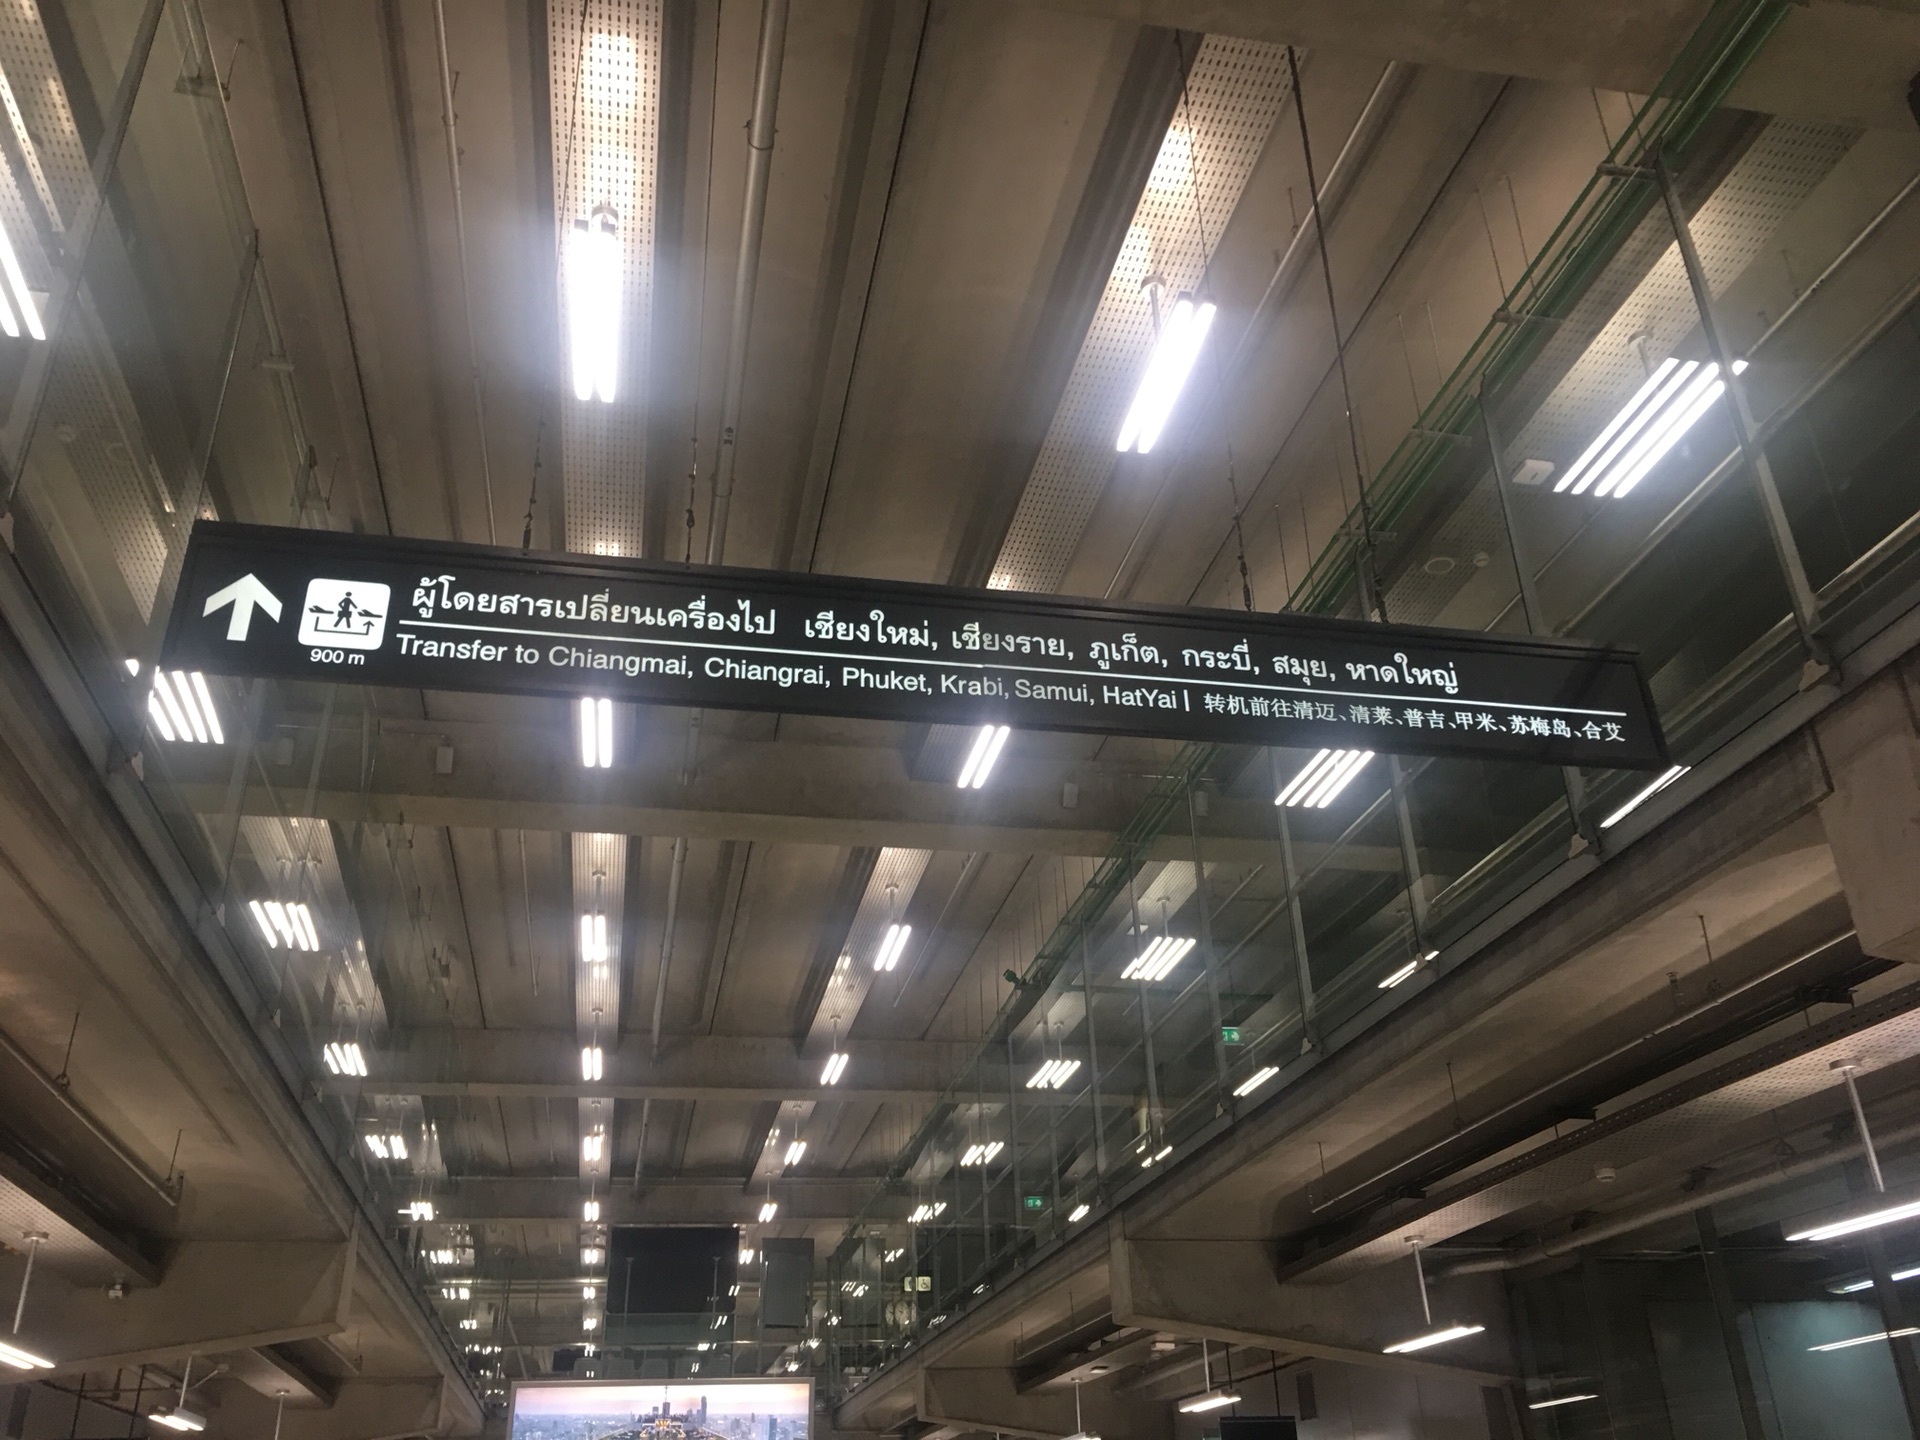 ผู้โดยสารเปลี่ยนเครื่องไป เชียงใหม่, เชียงราย, ภูเก็ต, กระบี่, สมุย, หาดใหญ่
900 m
Transfer to Chiangmai, Chiangrai, Phuket, Krabi, Samui, HatYai | 转机前往清迈、清莱、普吉、甲米、苏梅岛、合艾